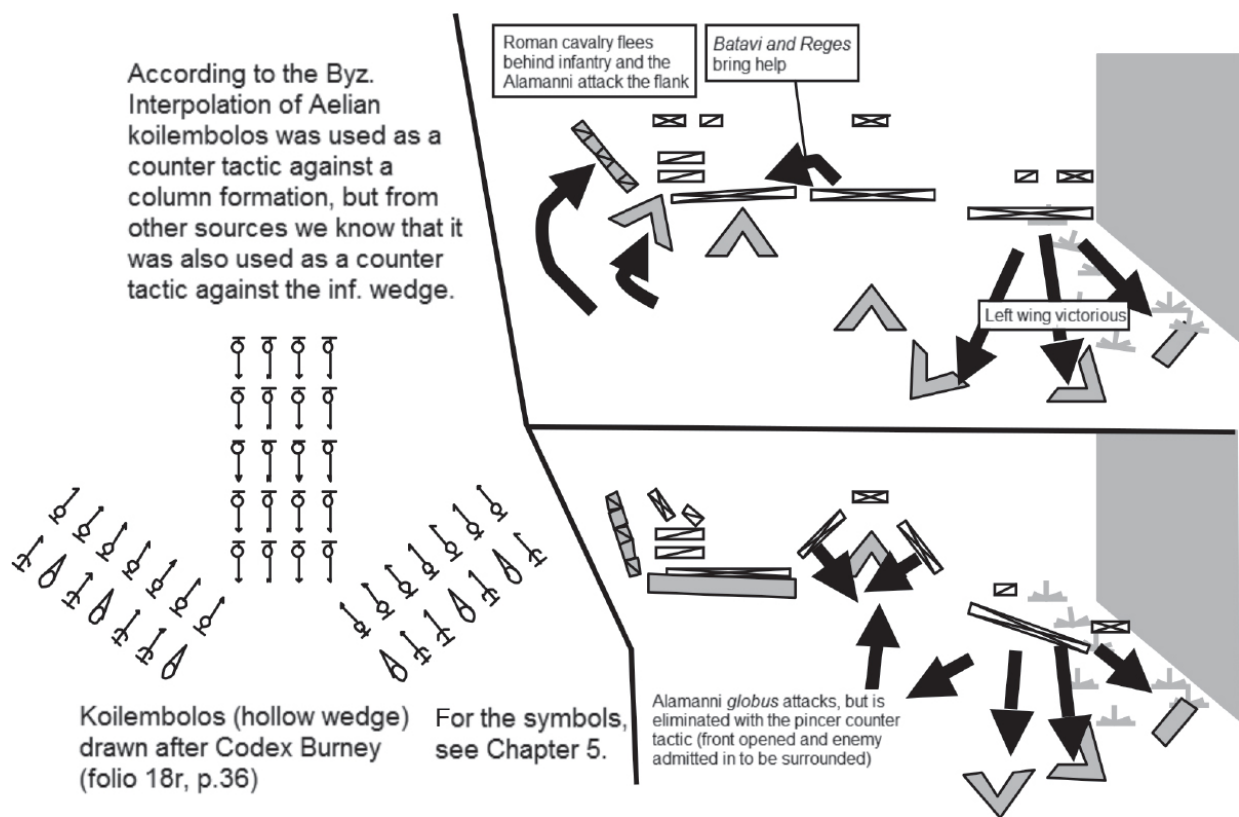 According to the Byz.
Interpolation of Aelian
koilembolos was used as a
counter tactic against a
column formation, but from
other sources we know that it
was also used as a counter
tactic against the inf. wedge.
Koilembolos (hollow wedge)
drawn after Codex Burney
(folio 18r, p.36)
For the symbols,
see Chapter 5.
Roman cavalry flees
behind infantry and the
Alamanni attack the flank
Batavi and Reges
bring help
Left wing victorious
Alamanni globus attacks, but is
eliminated with the pincer counter
tactic (front opened and enemy
admitted in to be surrounded)